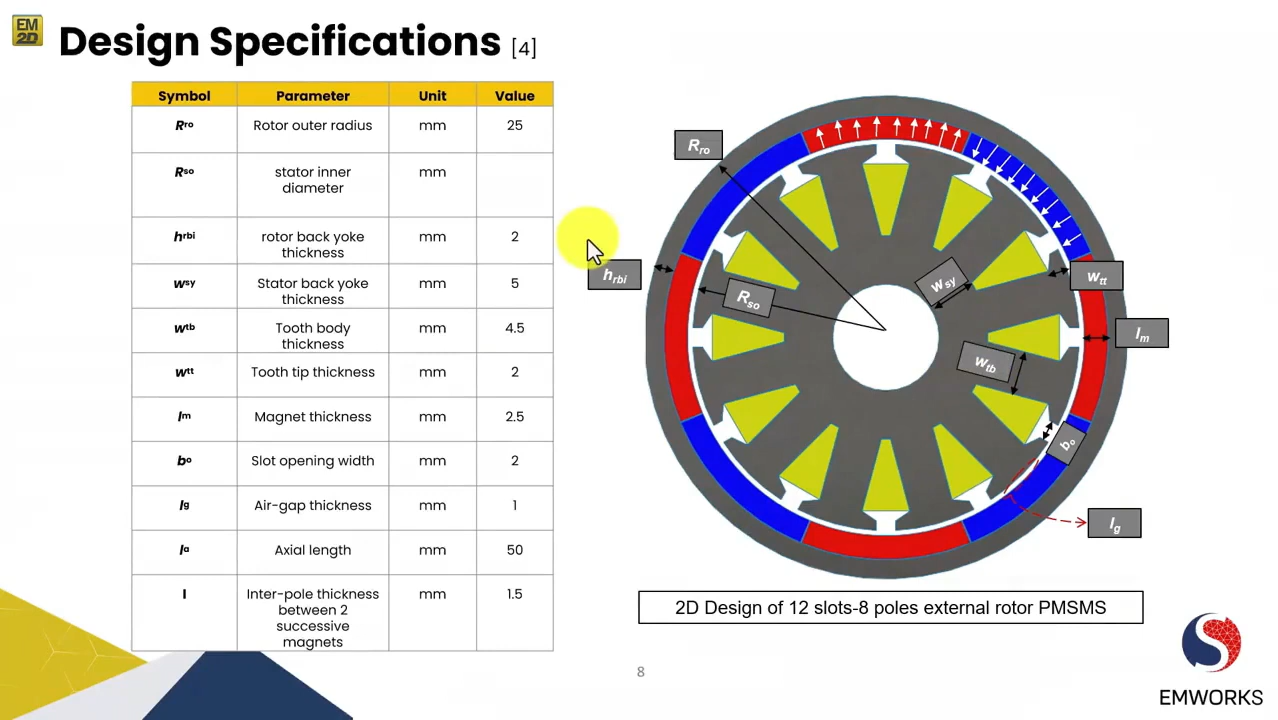 EM
2D
Design Specifications [4]
Symbol Parameter Unit Value
Rro Rotor outer radius mm 25
Rso stator inner
diameter mm
hrbi rotor back yoke
thickness mm 2
wsy Stator back yoke
thickness mm 5
wtb Tooth body
thickness mm 4.5
wtt Tooth tip thickness mm 2
lm Magnet thickness mm 2.5
bo Slot opening width mm 2
lg Air-gap thickness mm 1
la Axial length mm 50
I Inter-pole thickness
between 2
successive
magnets mm 1.5
Rro
hrbi
Rso
wsy
wtt
lm
wtb
bo
lg
2D Design of 12 slots-8 poles external rotor PMSMS
8
EMWORKS